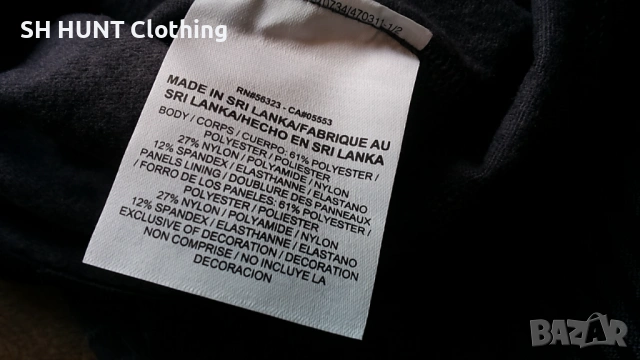 SH HUNT Clothing
RN#56323 - CA#05553
MADE IN SRI LANKA/FABRIQUE AU
SRI LANKA/HECHO EN SRI LANKA
BODY / CORPS / CUERPO: 61% POLYESTER/
POLYESTER / POLIESTER
27% NYLON / POLYAMIDE / NYLON
12% SPANDEX / ELASTHANNE / ELASTANO
PANELS LINING / DOUBLURE DES PANNEAUX
/ FORRO DE LOS PANELES: 61% POLYESTER /
POLYESTER / POLIESTER
27% NYLON / POLYAMIDE / NYLON
12% SPANDEX / ELASTHANNE / ELASTANO
EXCLUSIVE OF DECORATION / DECORATION
NON COMPRISE / NO INCLUYE LA
DECORACION
BAZAR